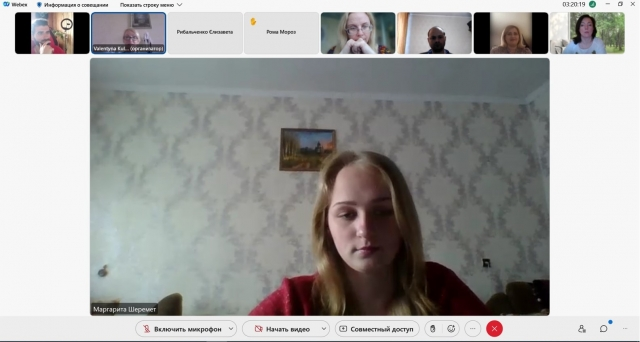 Webex
Информация о совещании
Показать строку меню
03:20:19
Valentyna Kul... (организатор)
Рибальченко Єлизавета
Рома Мороз
Маргарита Шеремет
Включить микрофон
Начать видео
Совместный доступ